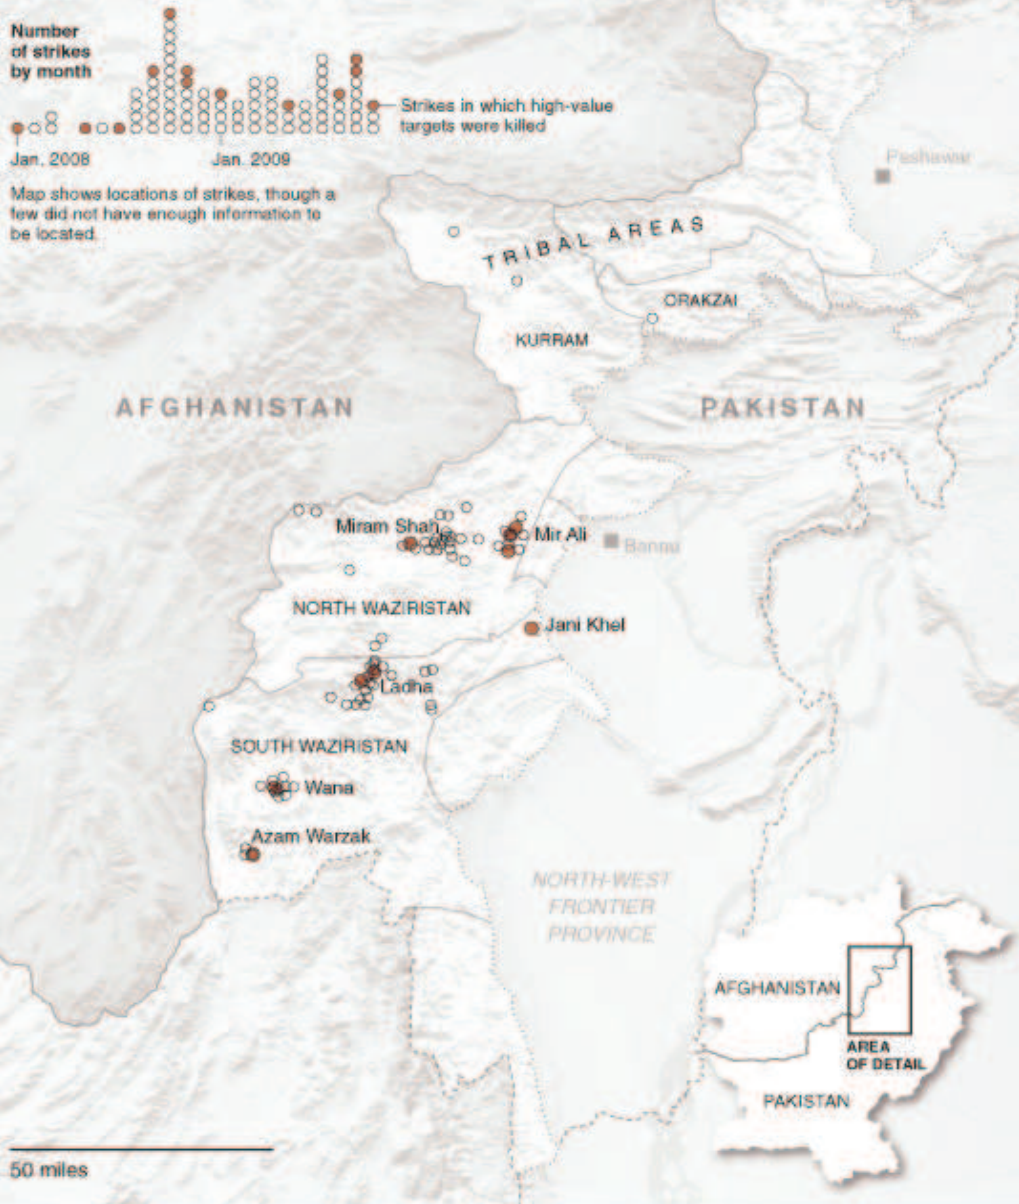 Number
of strikes
by month
Strikes in which high-value
targets were killed
Jan. 2008
Jan. 2009
Map shows locations of strikes, though a
few did not have enough information to
be located.
Peshawar
TRIBAL AREAS
ORAKZAI
KURRAM
AFGHANISTAN
PAKISTAN
Miram Shah
Mir Ali
Bannu
NORTH WAZIRISTAN
Jani Khel
Ladha
SOUTH WAZIRISTAN
Wana
Azam Warzak
NORTH-WEST
FRONTIER
PROVINCE
AFGHANISTAN
AREA
OF DETAIL
PAKISTAN
50 miles